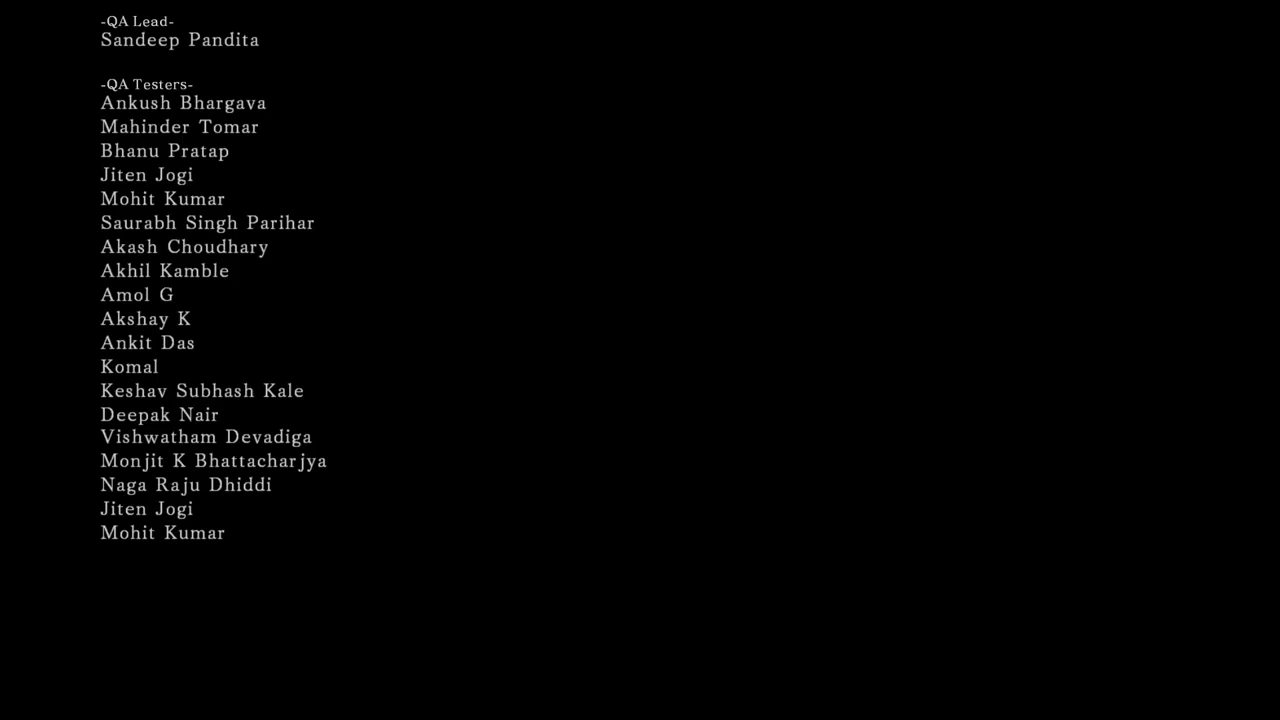 -QA Lead-
Sandeep Pandita
-QA Testers-
Ankush Bhargava
Mahinder Tomar
Bhanu Pratap
Jiten Jogi
Mohit Kumar
Saurabh Singh Parihar
Akash Choudhary
Akhil Kamble
Amol G
Akshay K
Ankit Das
Komal
Keshav Subhash Kale
Deepak Nair
Vishwatham Devadiga
Monjit K Bhattacharjya
Naga Raju Dhiddi
Jiten Jogi
Mohit Kumar